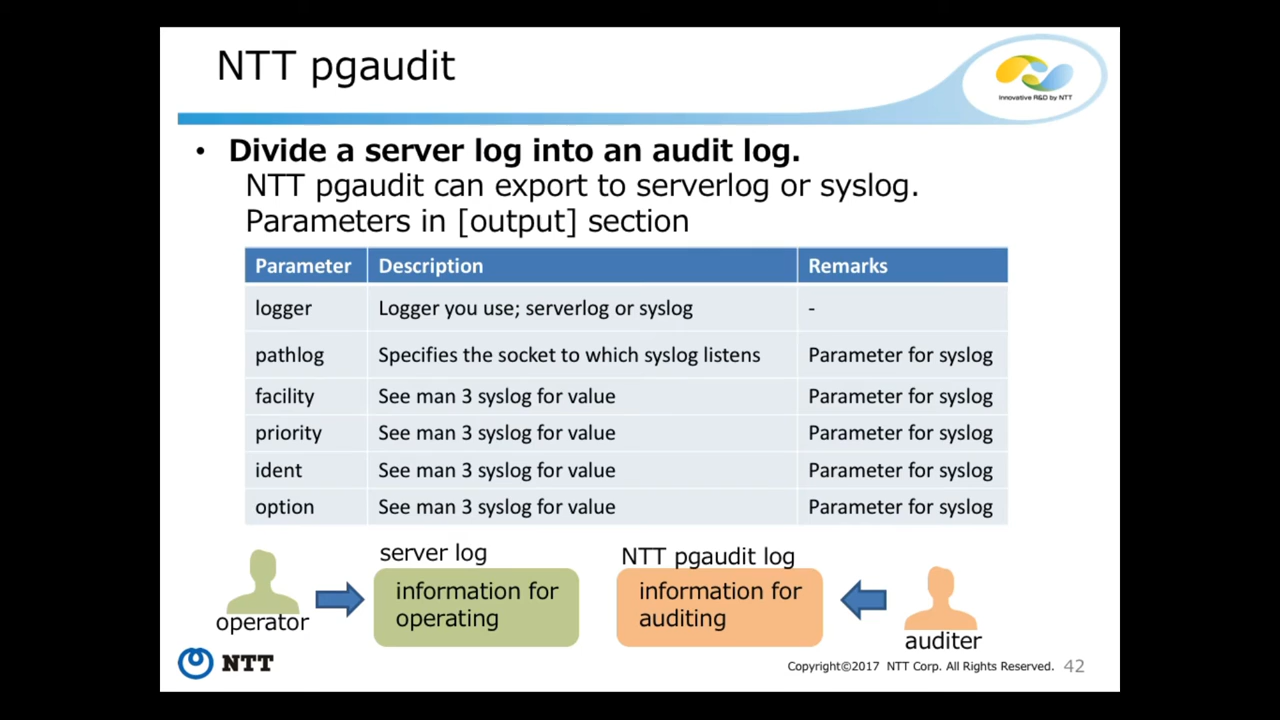 NTT pgaudit
Innovative R&D by NTT
• Divide a server log into an audit log.
NTT pgaudit can export to serverlog or syslog.
Parameters in [output] section
Parameter Description Remarks
logger Logger you use; serverlog or syslog -
pathlog Specifies the socket to which syslog listens Parameter for syslog
facility See man 3 syslog for value Parameter for syslog
priority See man 3 syslog for value Parameter for syslog
ident See man 3 syslog for value Parameter for syslog
option See man 3 syslog for value Parameter for syslog
server log
information for
operating
operator
NTT pgaudit log
information for
auditing
auditer
NTT
Copyright©2017 NTT Corp. All Rights Reserved. 42